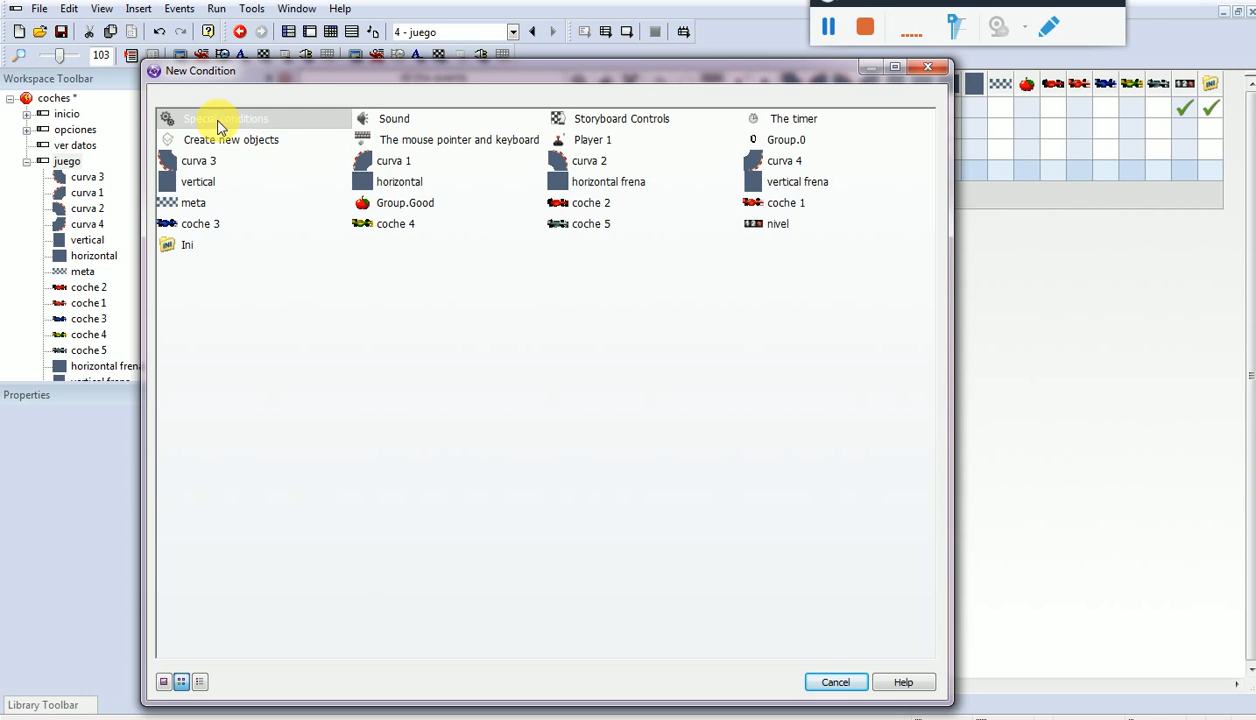 File Edit View Insert Events Run Tools Window Help
4 - juego
103
Workspace Toolbar
coches *
inicio
opciones
ver datos
juego
curva 3
curva 1
curva 2
curva 4
vertical
horizontal
meta
coche 2
coche 1
coche 3
coche 4
coche 5
horizontal frena
Properties
Library Toolbar
New Condition
Special conditions Sound Storyboard Controls The timer
Create new objects The mouse pointer and keyboard Player 1 Group.0
curva 3 curva 1 curva 2 curva 4
vertical horizontal horizontal frena vertical frena
meta Group.Good coche 2 coche 1
coche 3 coche 4 coche 5 nivel
Ini
Cancel Help